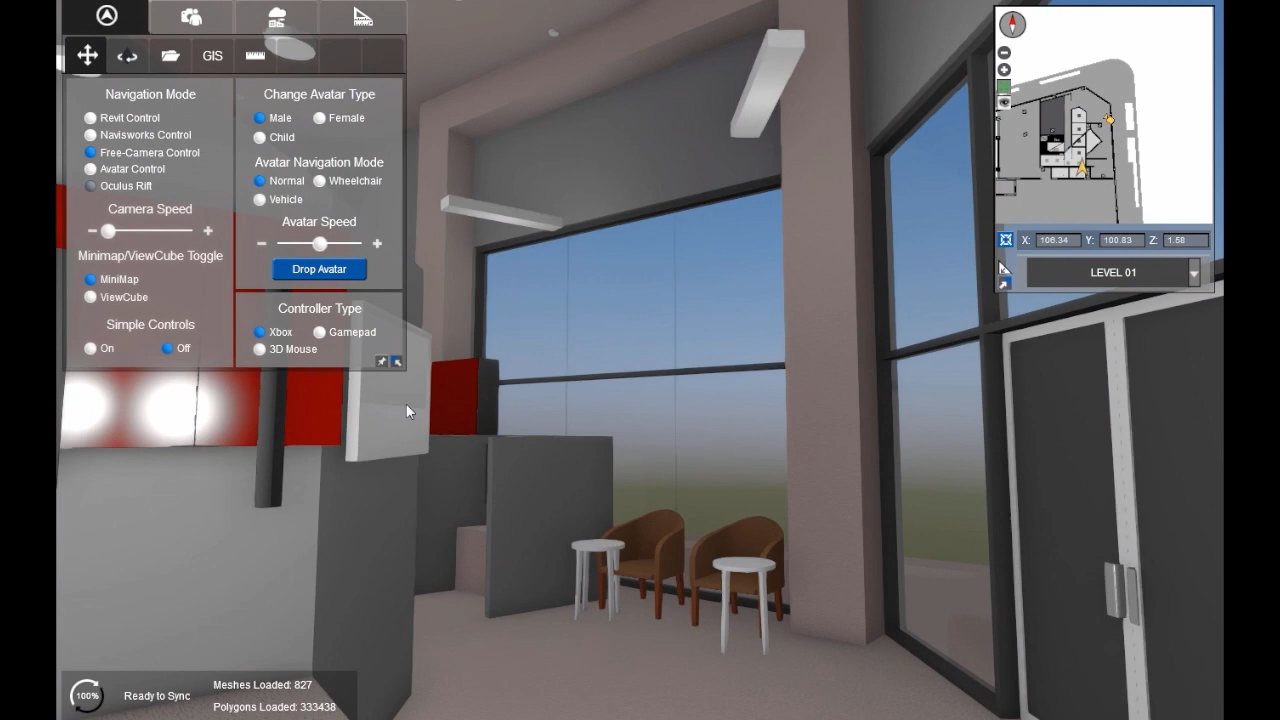 GIS
Navigation Mode
Revit Control
Navisworks Control
Free-Camera Control
Avatar Control
Oculus Rift
Camera Speed
Minimap/ViewCube Toggle
MiniMap
ViewCube
Simple Controls
On Off
Change Avatar Type
Male Female
Child
Avatar Navigation Mode
Normal Wheelchair
Vehicle
Avatar Speed
Drop Avatar
Controller Type
Xbox Gamepad
3D Mouse
X: 106.34 Y: 100.83 Z: 1.58
LEVEL 01
100% Ready to Sync
Meshes Loaded: 827
Polygons Loaded: 333438